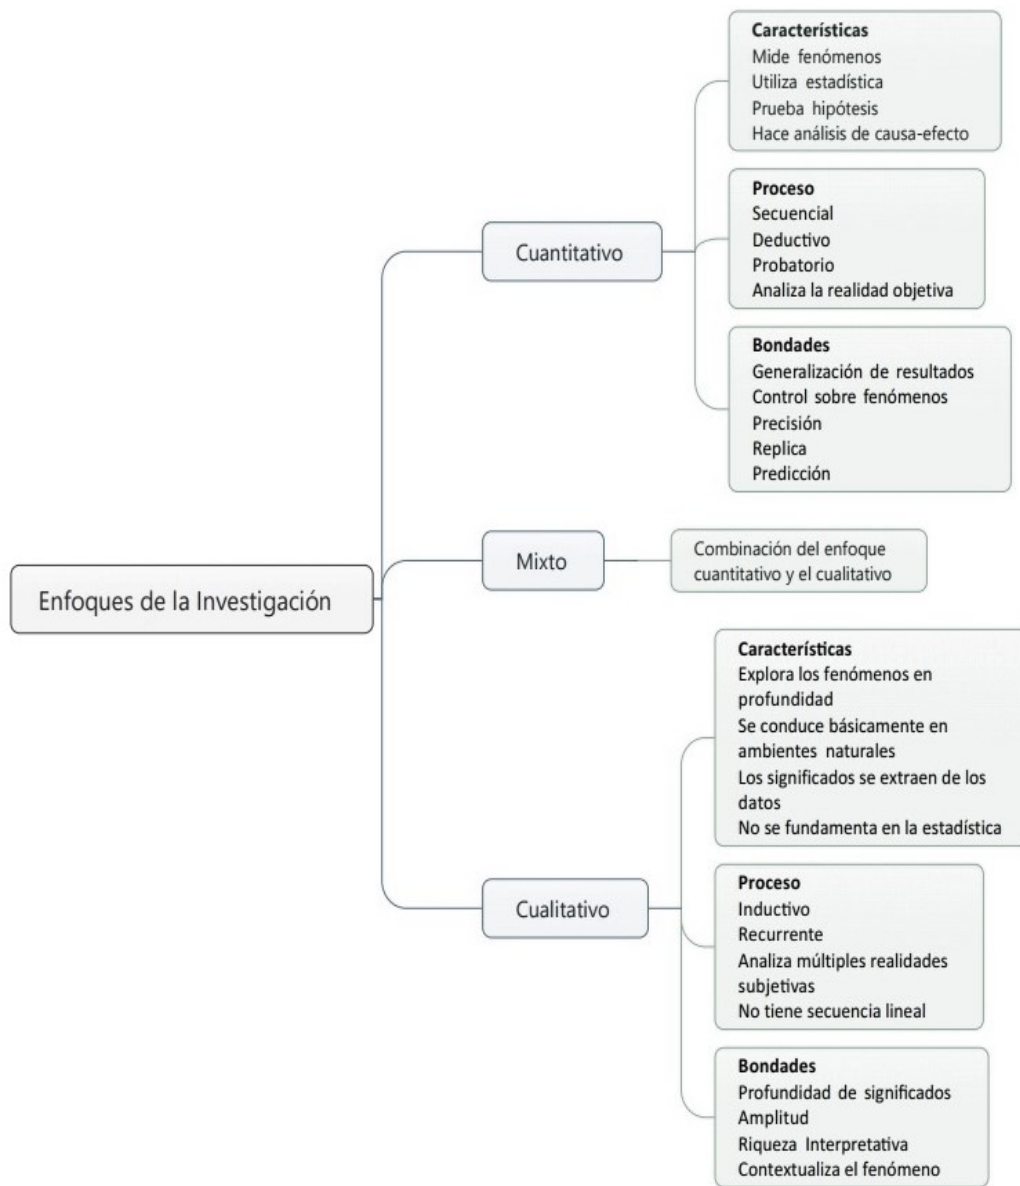 Enfoques de la Investigación
Cuantitativo
Características
Mide fenómenos
Utiliza estadística
Prueba hipótesis
Hace análisis de causa-efecto
Proceso
Secuencial
Deductivo
Probatorio
Analiza la realidad objetiva
Bondades
Generalización de resultados
Control sobre fenómenos
Precisión
Replica
Predicción
Mixto
Combinación del enfoque
cuantitativo y el cualitativo
Cualitativo
Características
Explora los fenómenos en
profundidad
Se conduce básicamente en
ambientes naturales
Los significados se extraen de los
datos
No se fundamenta en la estadística
Proceso
Inductivo
Recurrente
Analiza múltiples realidades
subjetivas
No tiene secuencia lineal
Bondades
Profundidad de significados
Amplitud
Riqueza Interpretativa
Contextualiza el fenómeno